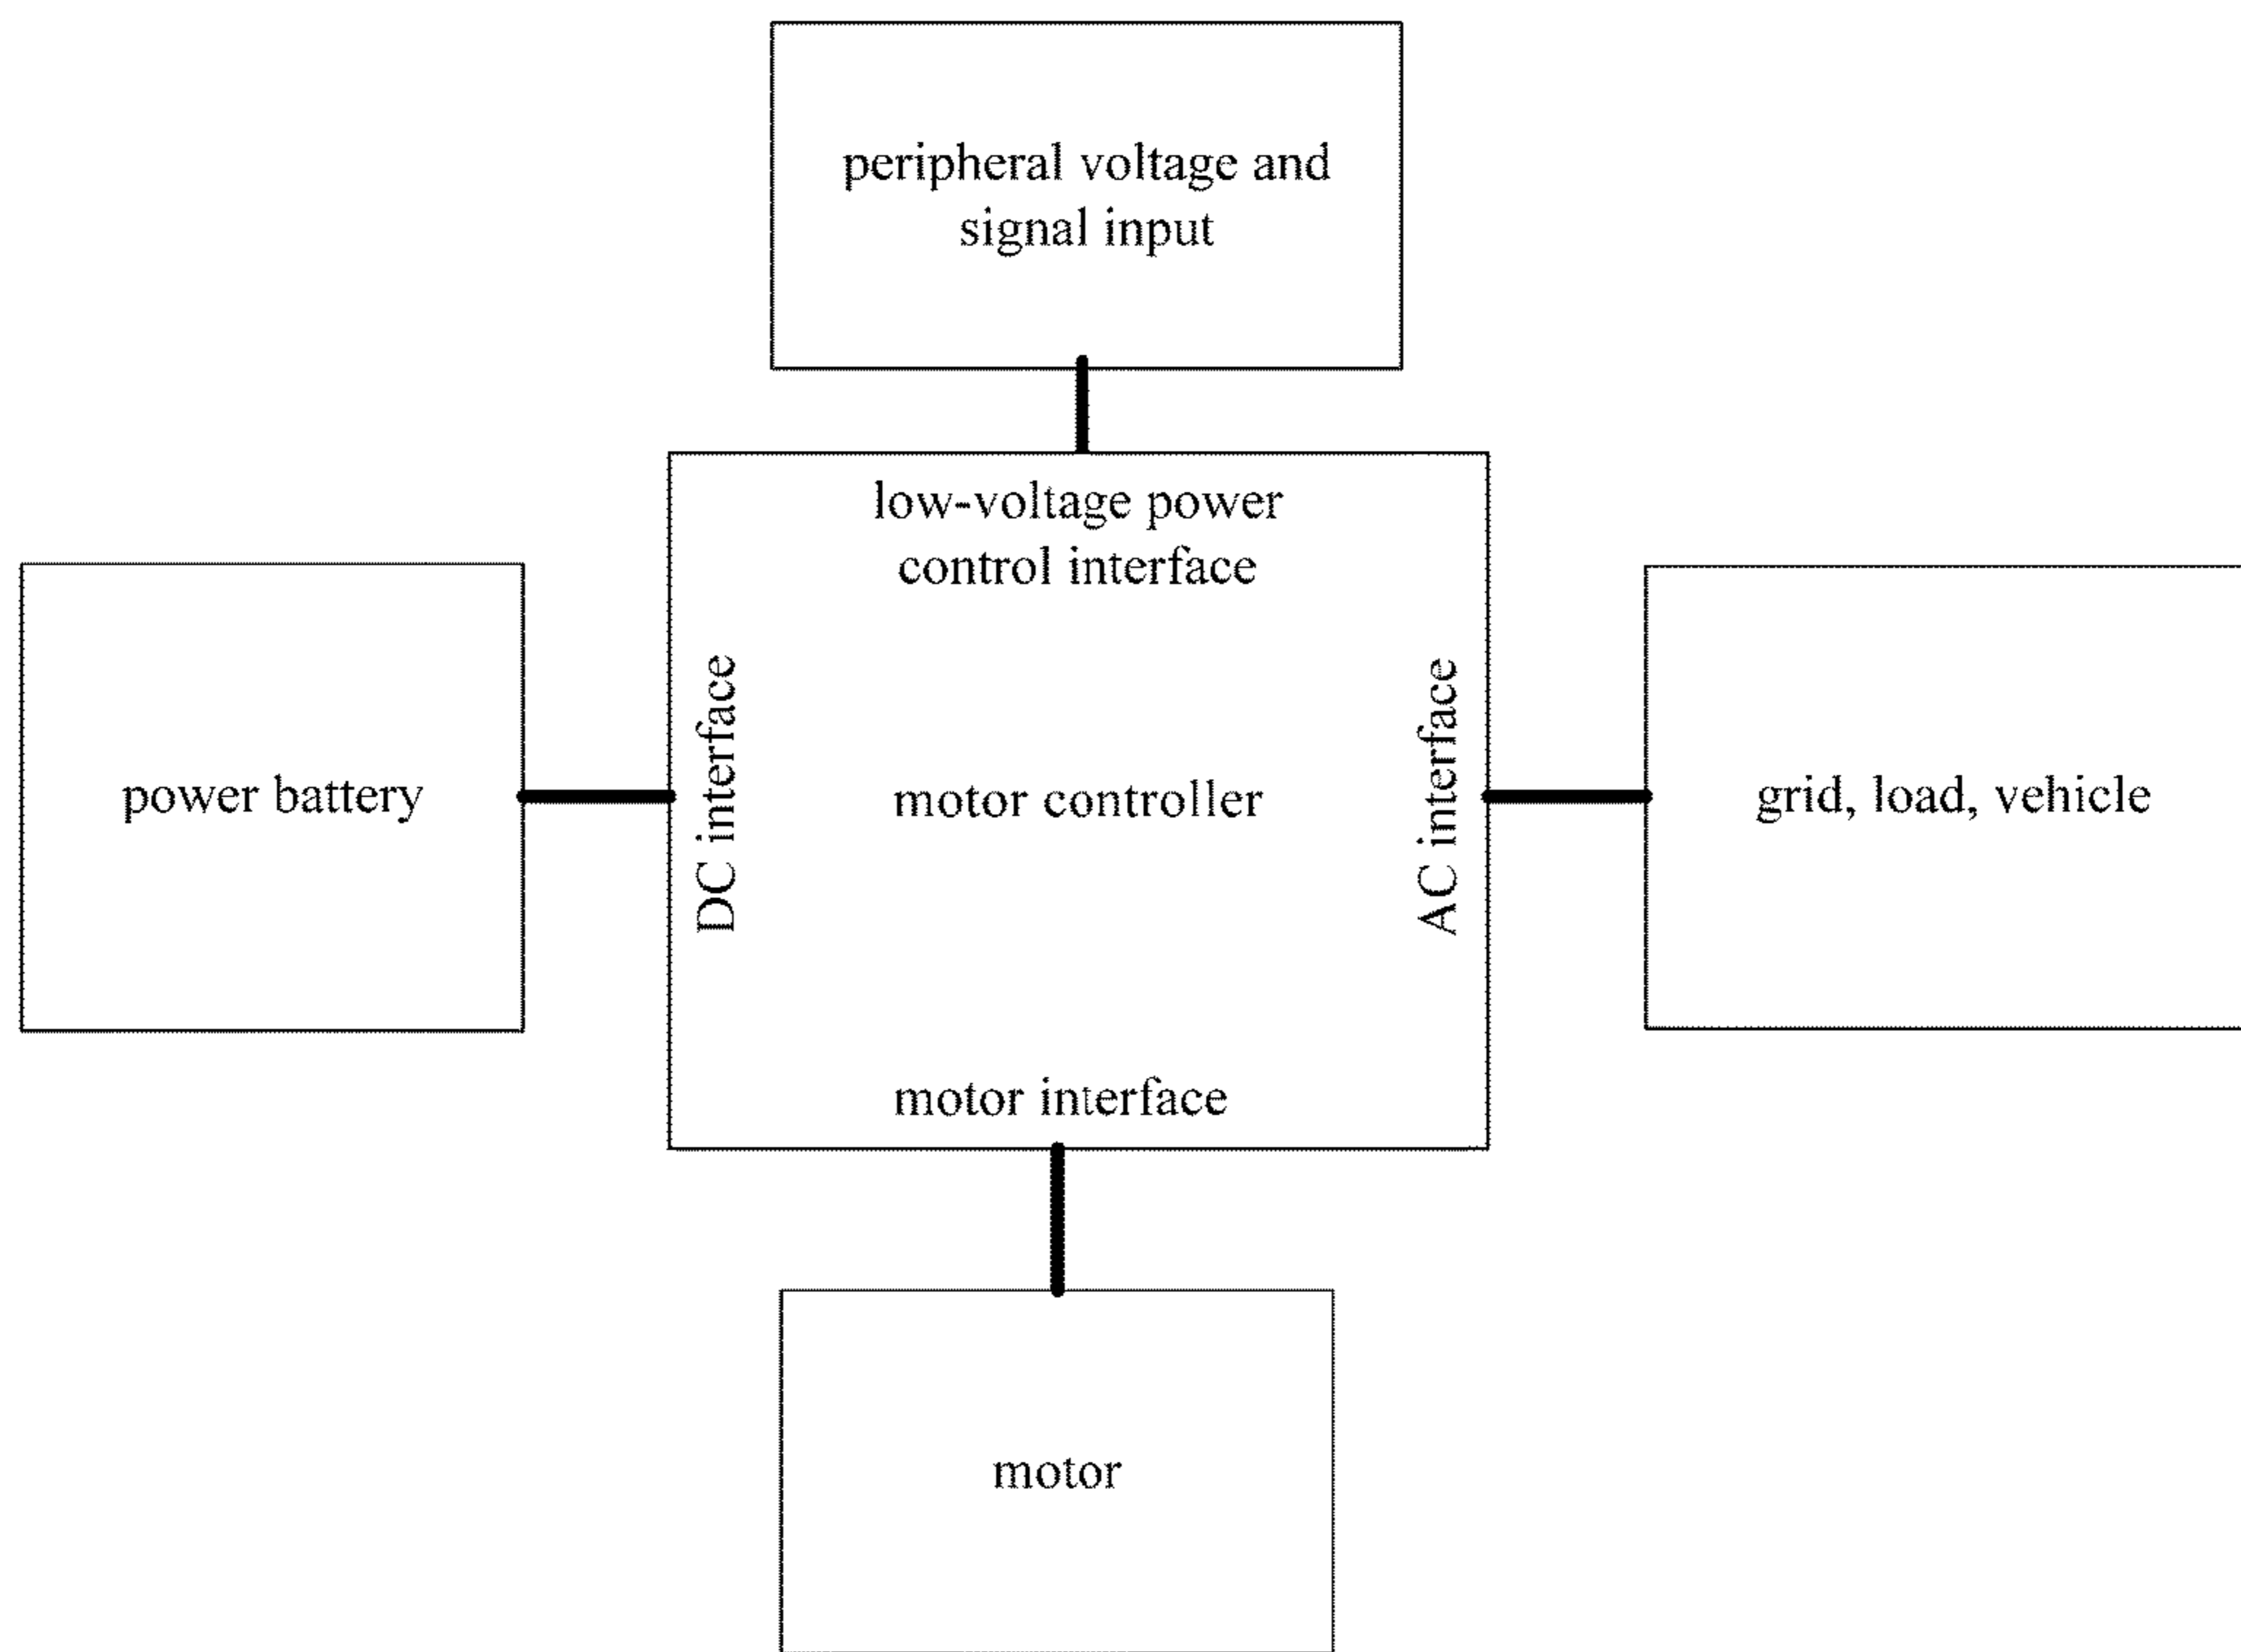 peripheral voltage and
signal input
low-voltage power
control interface
power battery
DC interface
motor controller
AC interface
grid, load, vehicle
motor interface
motor